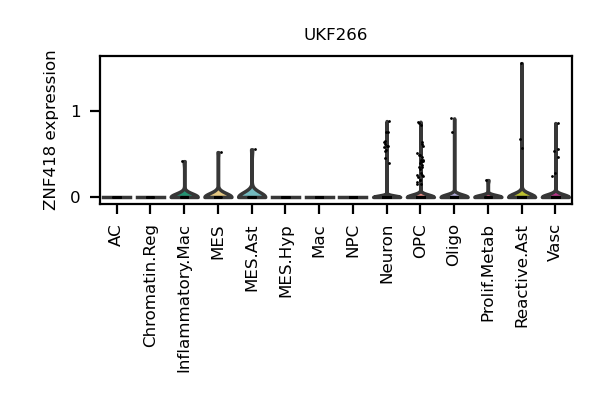 UKF266
ZNF418 expression
1
0
AC
Chromatin.Reg
Inflammatory.Mac
MES
MES.Ast
MES.Hyp
Mac
NPC
Neuron
OPC
Oligo
Prolif.Metab
Reactive.Ast
Vasc